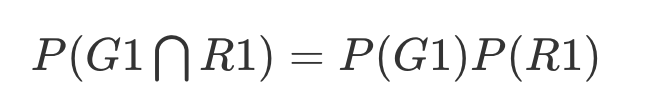 P(G1⋂R1) = P(G1)P(R1)